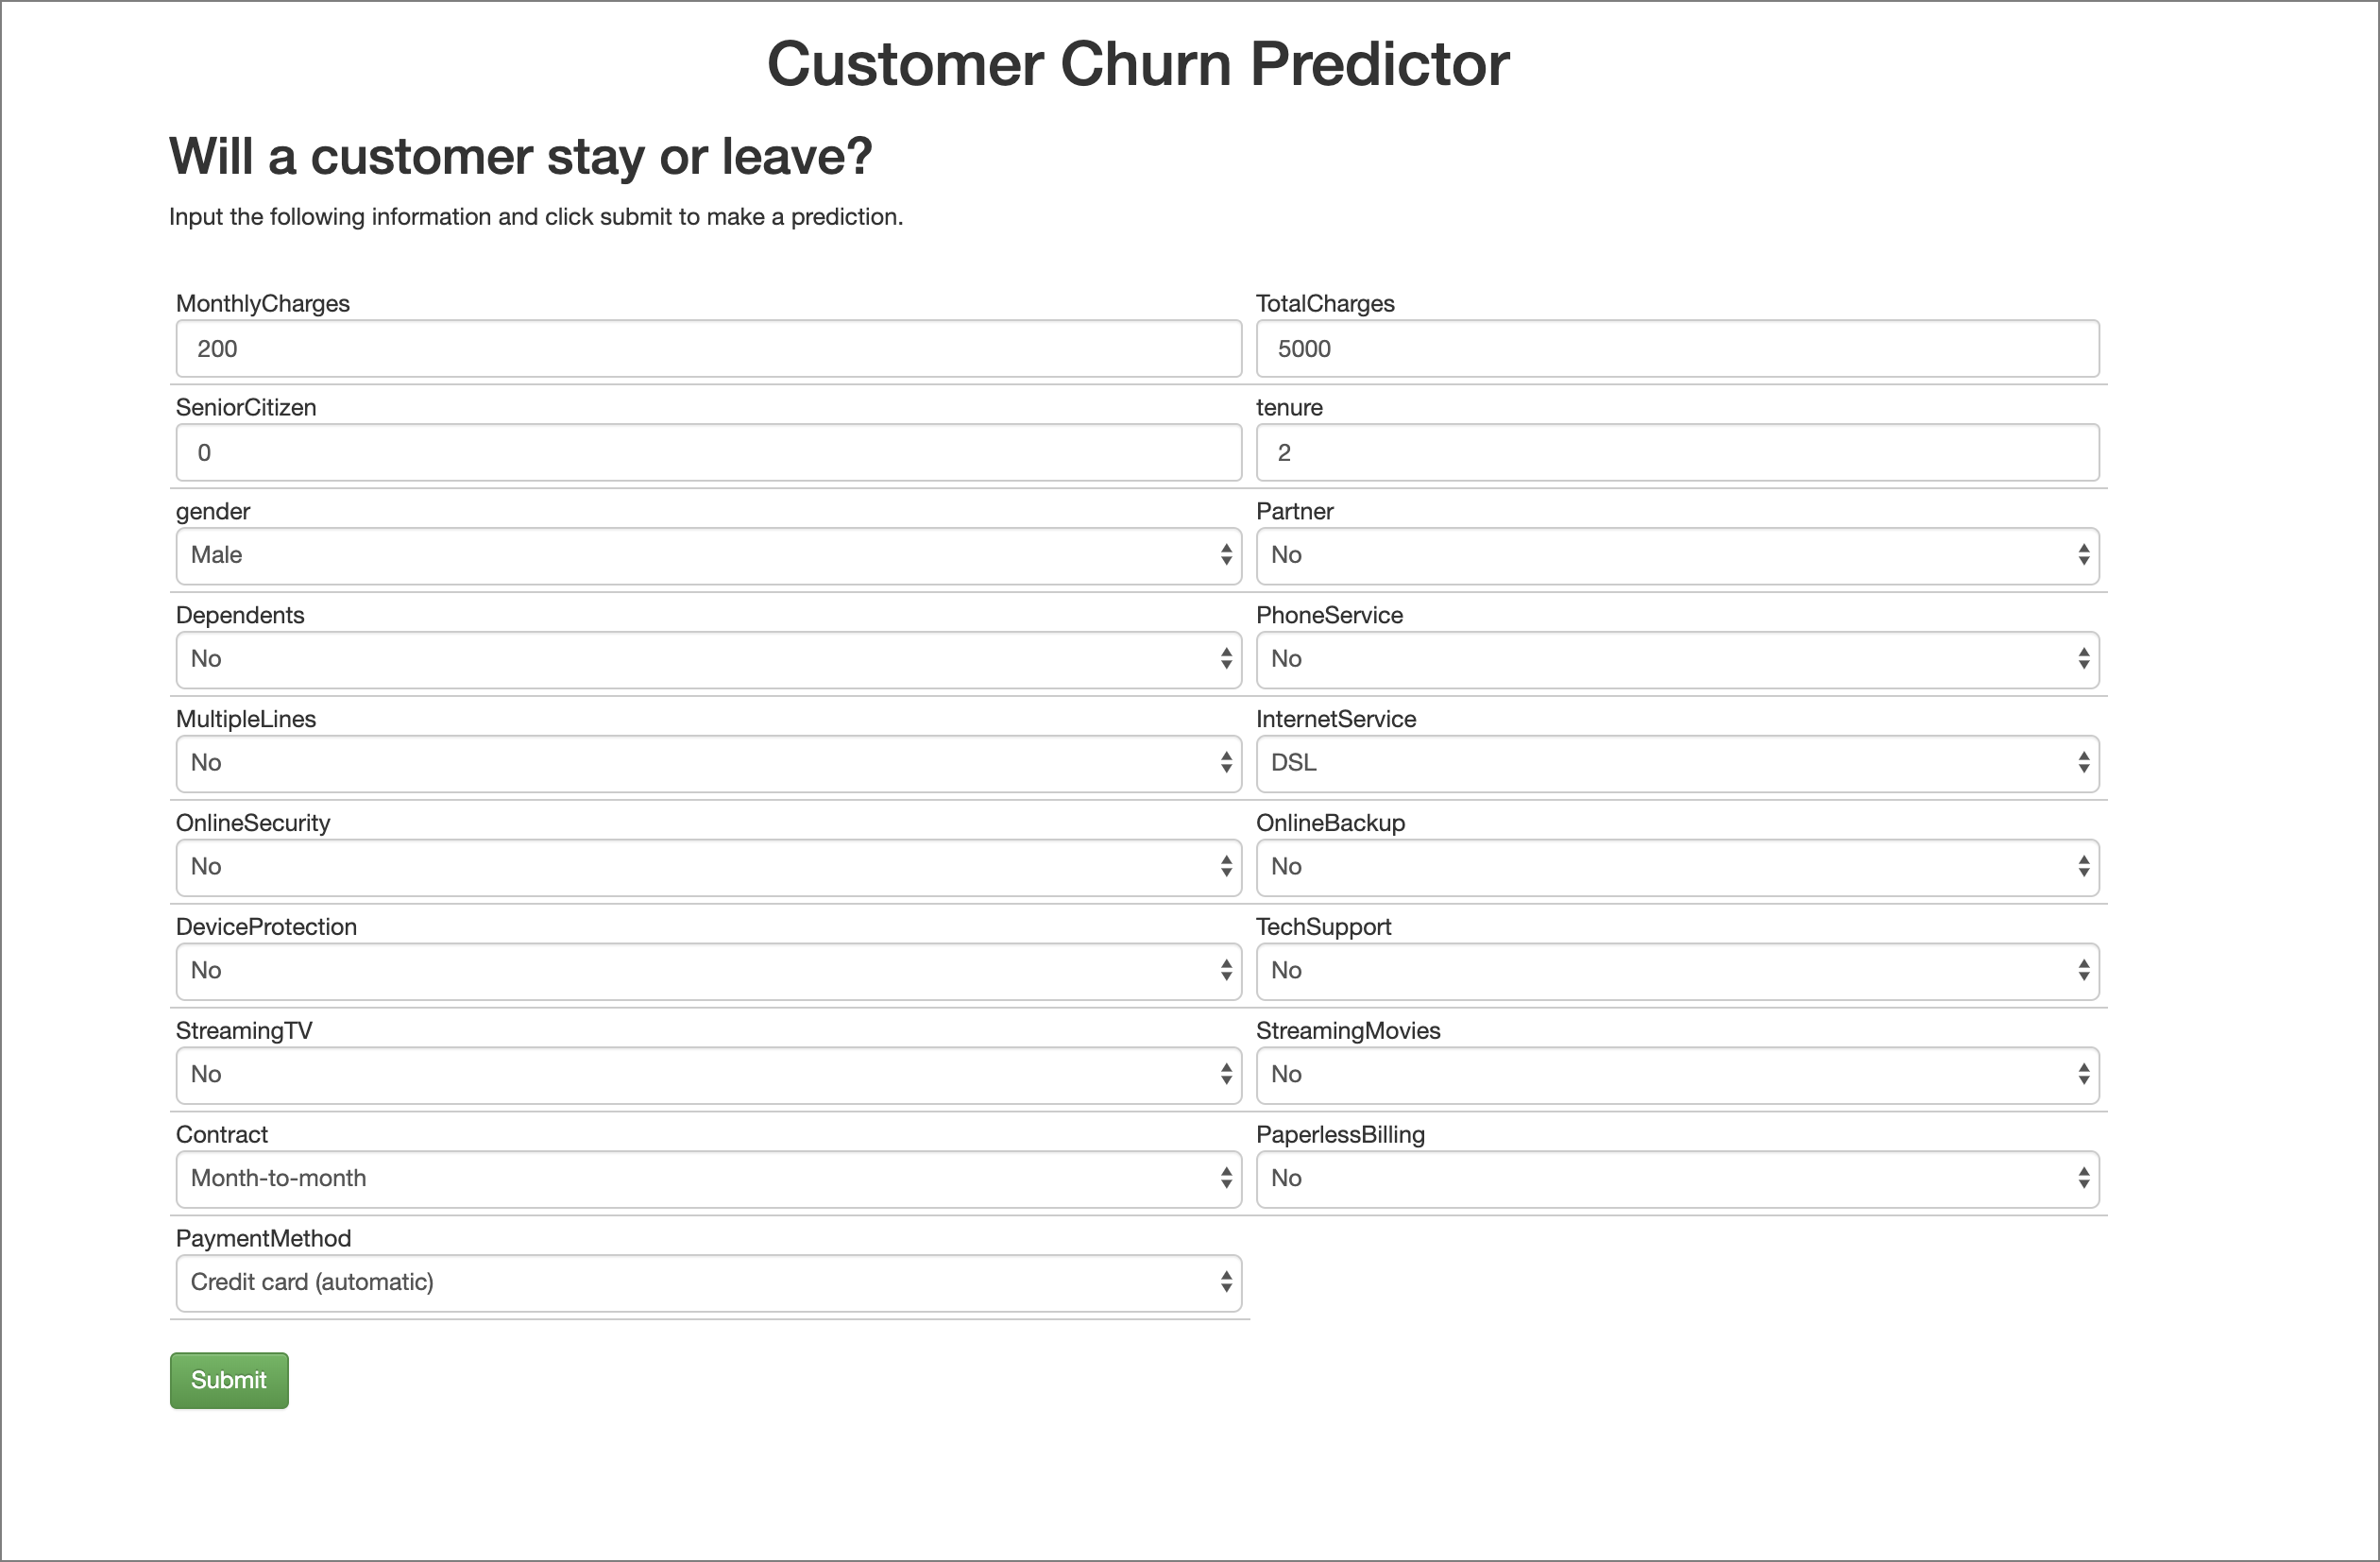 Customer Churn Predictor
Will a customer stay or leave?
Input the following information and click submit to make a prediction.
MonthlyCharges
TotalCharges
200
5000
SeniorCitizen
tenure
0
2
gender
Partner
Male
No
Dependents
PhoneService
No
No
MultipleLines
InternetService
No
DSL
OnlineSecurity
OnlineBackup
No
No
DeviceProtection
TechSupport
No
No
StreamingTV
StreamingMovies
No
No
Contract
PaperlessBilling
Month-to-month
No
PaymentMethod
Credit card (automatic)
Submit